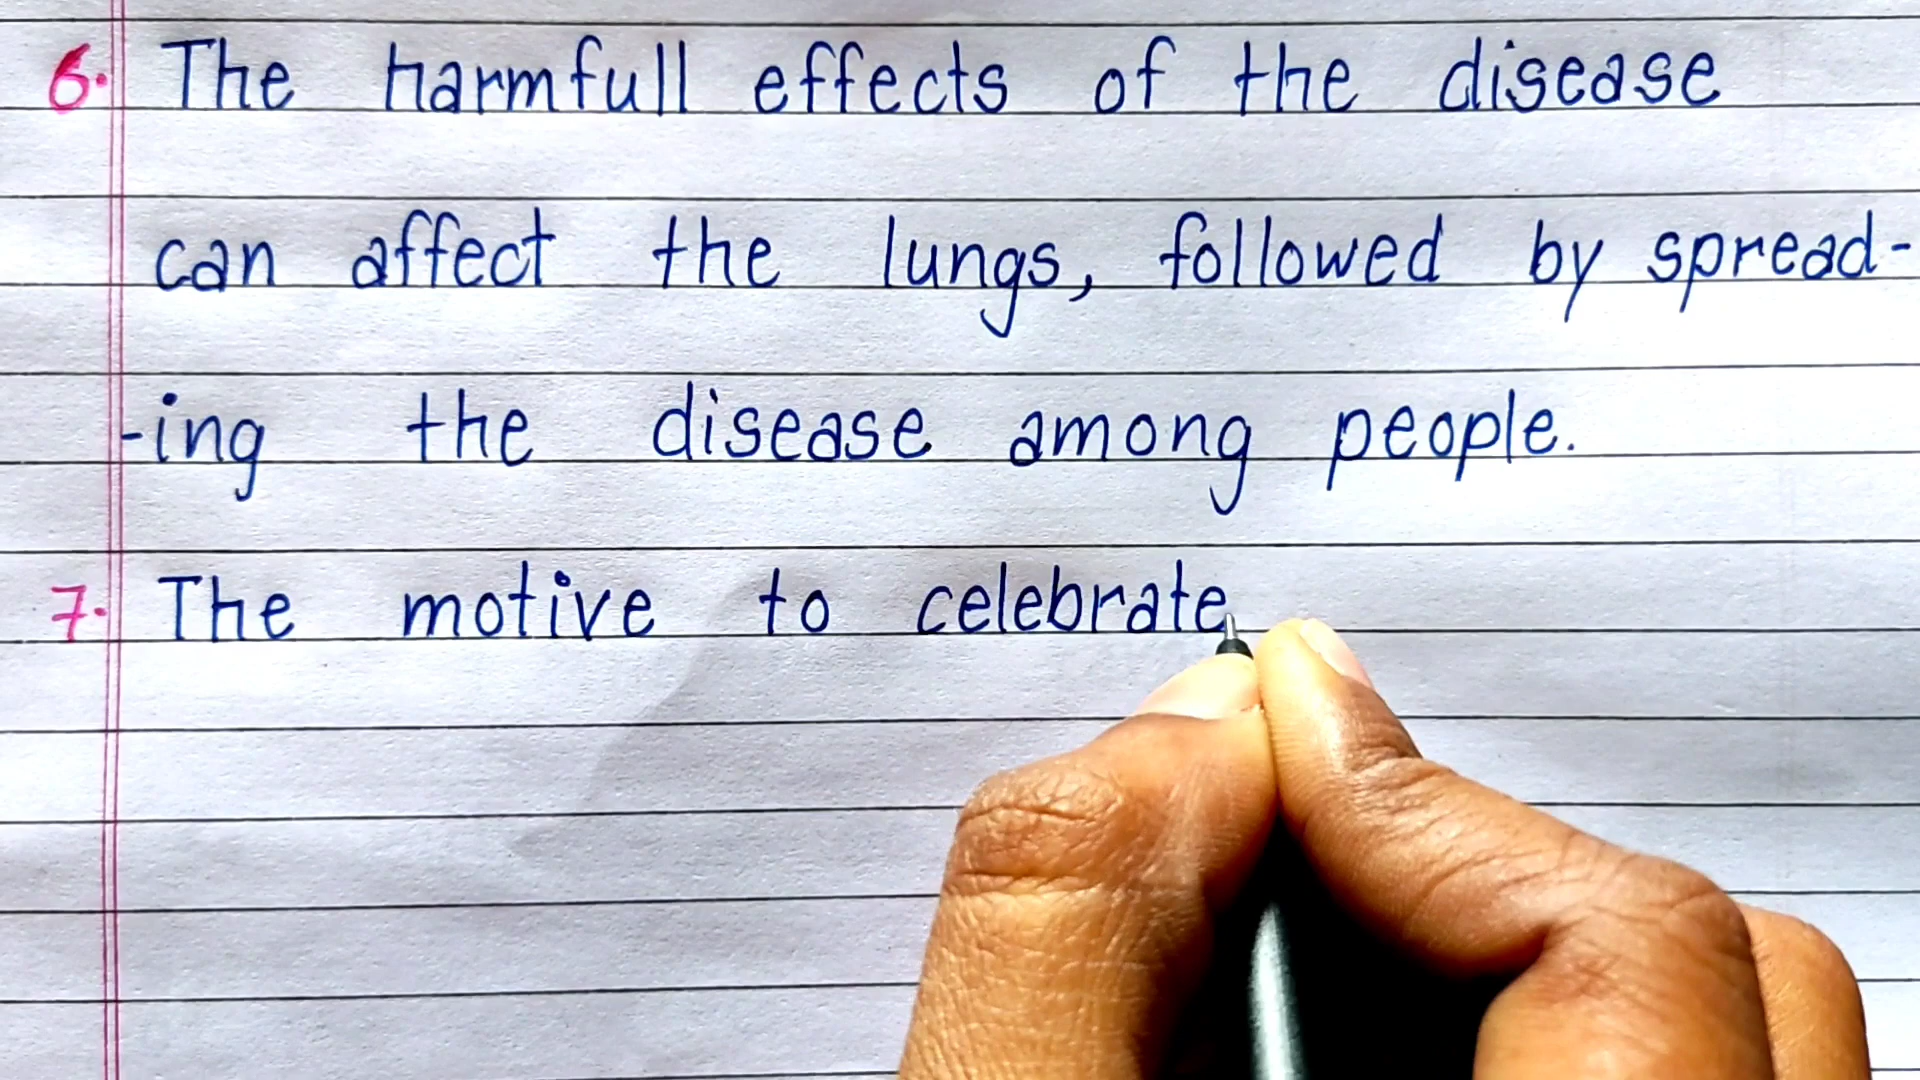 6. The harmfull effects of the disease
can affect the lungs, followed by spread-
-ing the disease among people.
7. The motive to celebrate